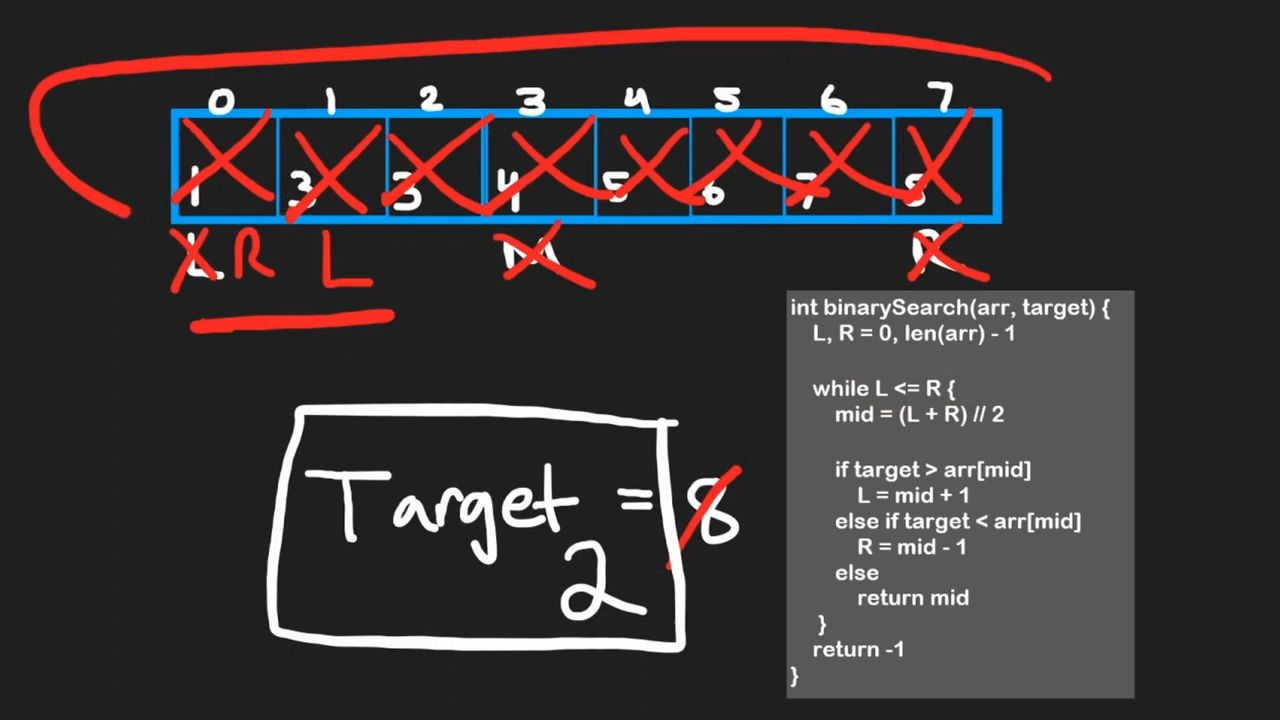 0 1 2 3 4 5 6 7
1 3 3 4 5 6 7 8
L R L M R
int binarySearch(arr, target) {
L, R = 0, len(arr) - 1
while L <= R {
mid = (L + R) // 2
if target > arr[mid]
L = mid + 1
else if target < arr[mid]
R = mid - 1
else
return mid
}
return -1
}
Target = 8
2